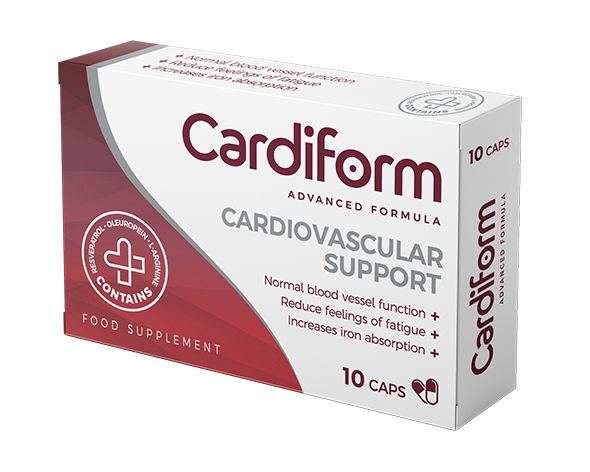 + Normal blood vessel function
+ Reduce feelings of fatigue
+ Increases iron absorption
CONTAINS
Cardiform
ADVANCED FORMULA
CARDIOVASCULAR
SUPPORT
Normal blood vessel function +
Reduce feelings of fatigue +
Increases iron absorption +
10 CAPS
RESVERATROL · OLEUROPEIN · L-ARGININE
CONTAINS
FOOD SUPPLEMENT
10 CAPS
Cardiform
ADVANCED FORMULA